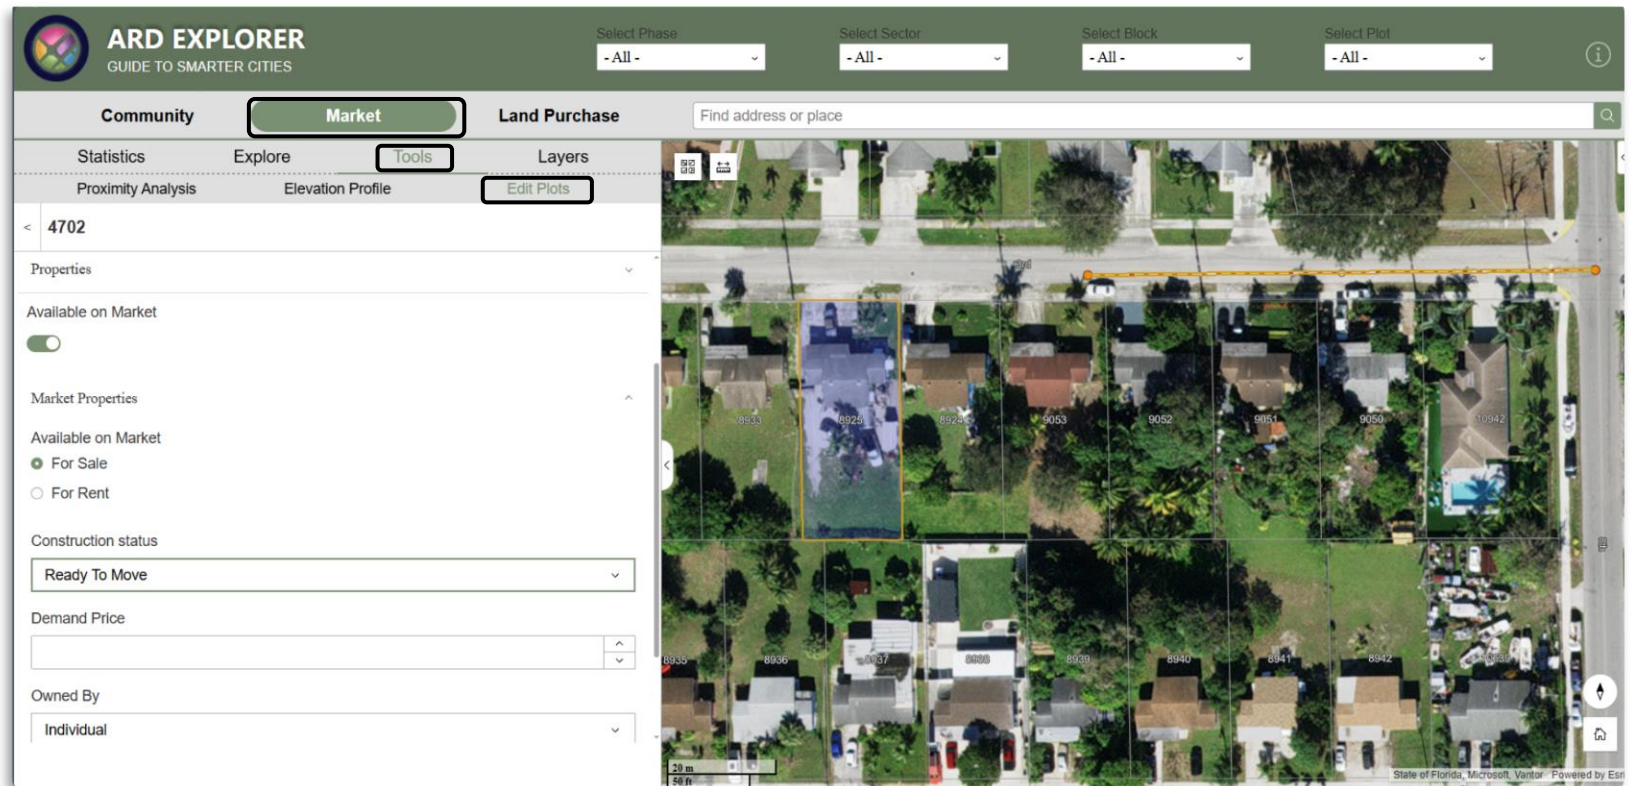 ARD EXPLORER
GUIDE TO SMARTER CITIES
Select Phase
- All -
Select Sector
- All -
Select Block
- All -
Select Plot
- All -
Community
Market
Land Purchase
Find address or place
Statistics
Explore
Tools
Layers
Proximity Analysis
Elevation Profile
Edit Plots
< 4702
Properties
Available on Market
Market Properties
Available on Market
For Sale
For Rent
Construction status
Ready To Move
Demand Price
Owned By
Individual
8933
8925
8924
9053
9052
9051
9050
10942
8935
8936
8937
8938
8939
8940
8941
8942
20 m
50 ft
State of Florida, Microsoft, Vantor
Powered by Esri